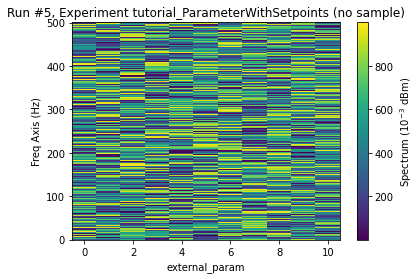 Run #5, Experiment tutorial_ParameterWithSetpoints (no sample)
500
400
300
200
100
0
Freq Axis (Hz)
0 2 4 6 8 10
external_param
800
600
400
200
Spectrum (10⁻³ dBm)